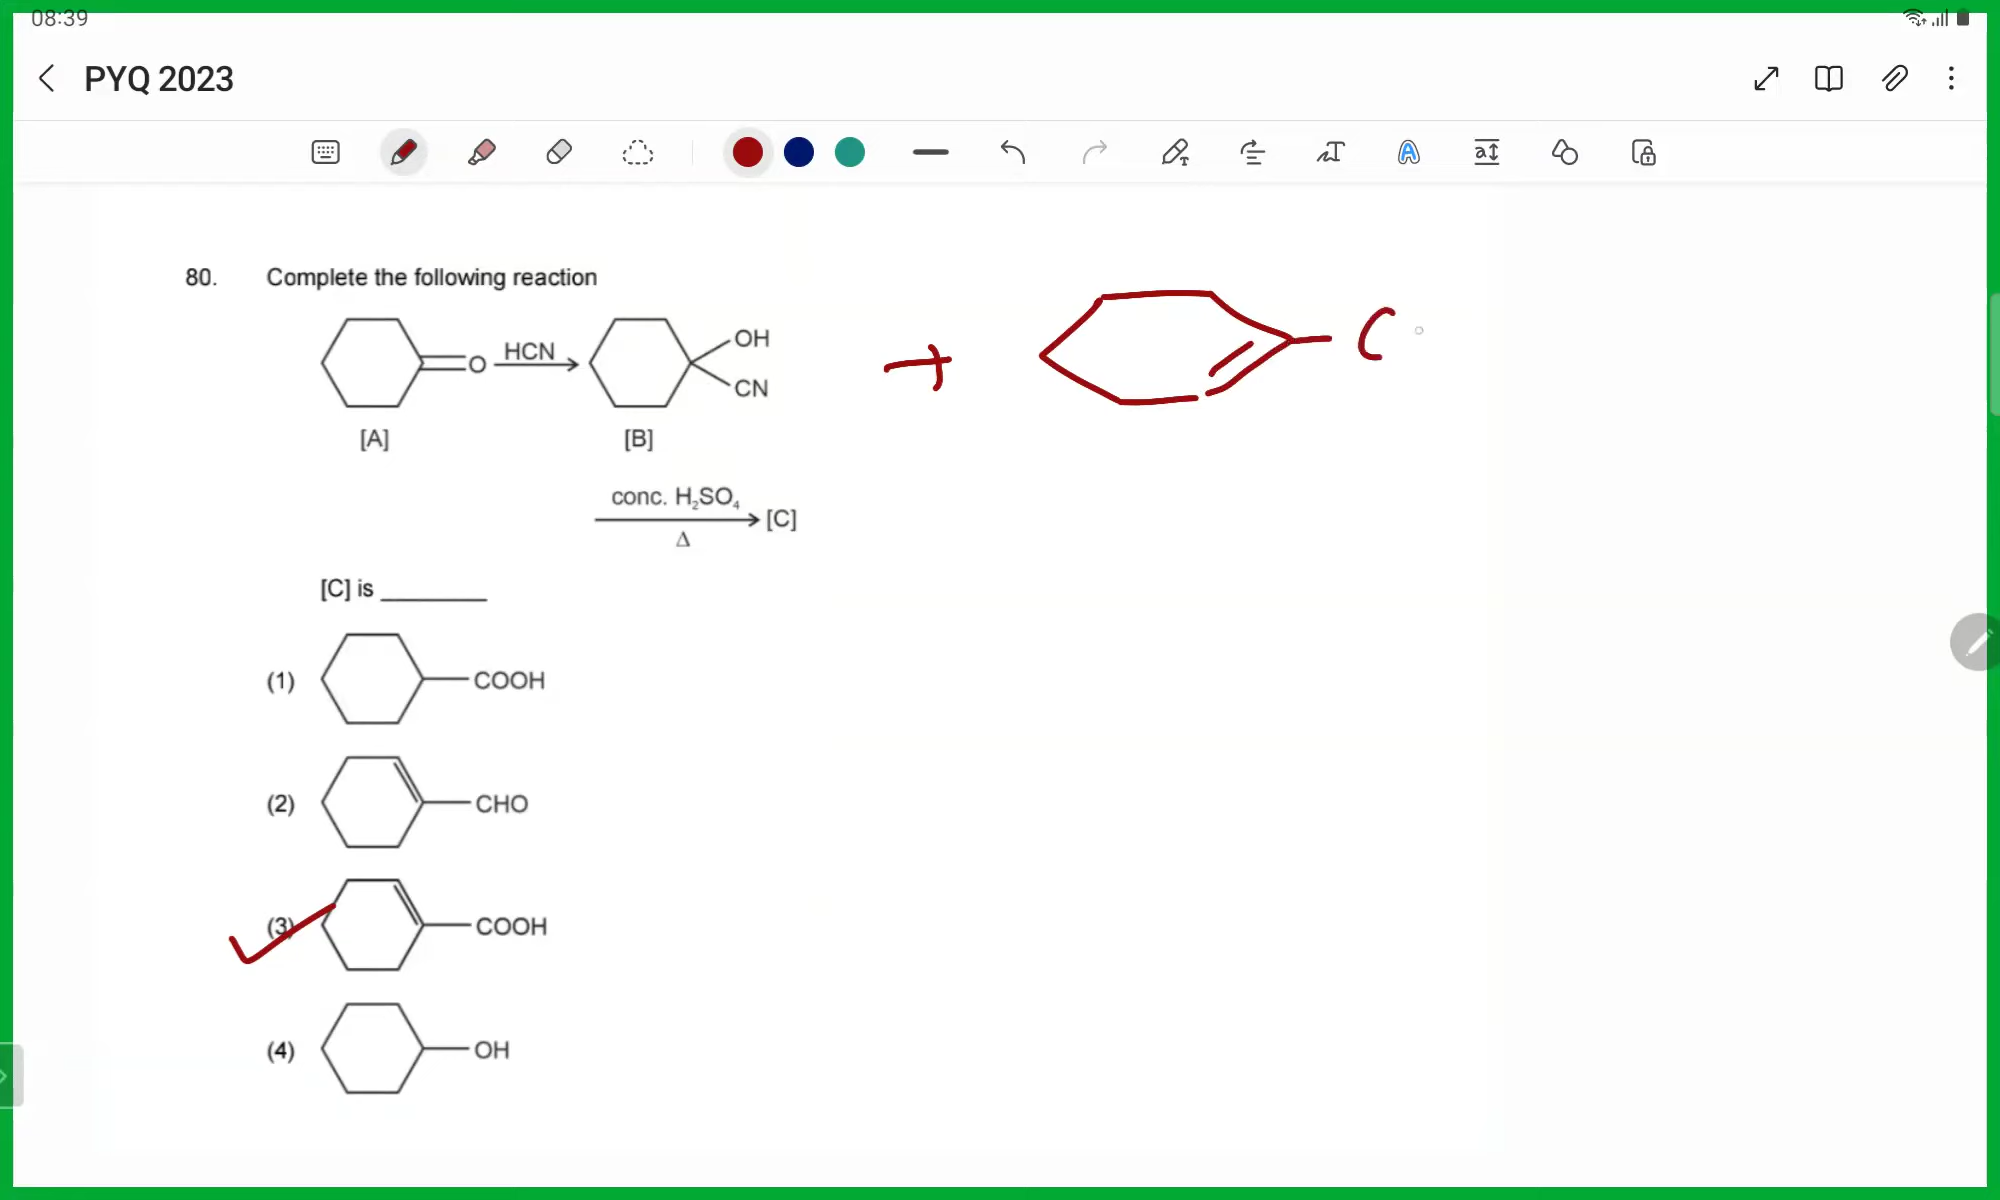 08:39
PYQ 2023
80. Complete the following reaction
O HCN OH
CN
+ C
[A] [B]
conc. H₂SO₄ [C]
Δ
[C] is ________
(1) COOH
(2) CHO
(3) COOH
(4) OH